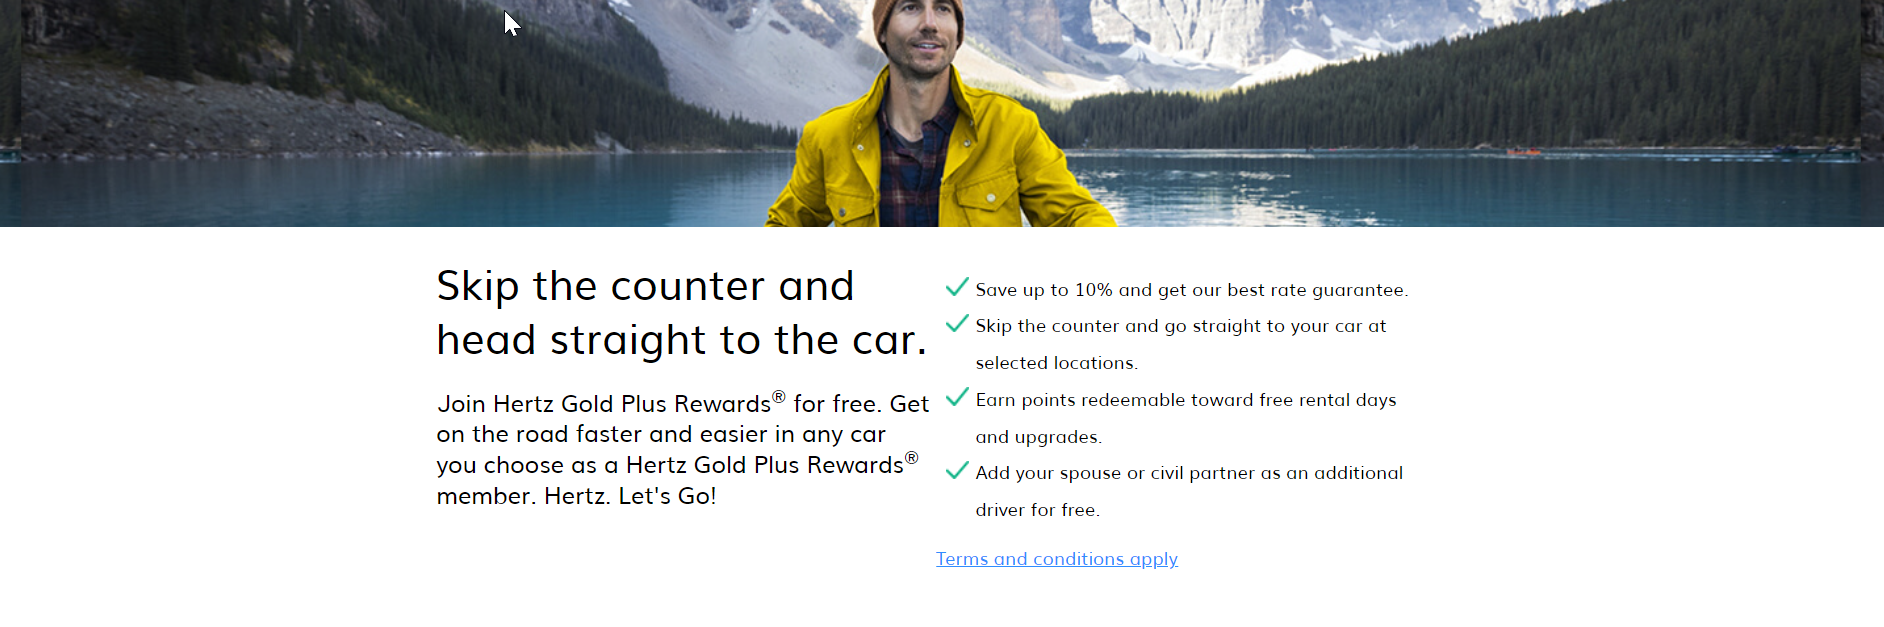 Skip the counter and
head straight to the car.
Join Hertz Gold Plus Rewards® for free. Get
on the road faster and easier in any car
you choose as a Hertz Gold Plus Rewards®
member. Hertz. Let's Go!
Save up to 10% and get our best rate guarantee.
Skip the counter and go straight to your car at
selected locations.
Earn points redeemable toward free rental days
and upgrades.
Add your spouse or civil partner as an additional
driver for free.
Terms and conditions apply